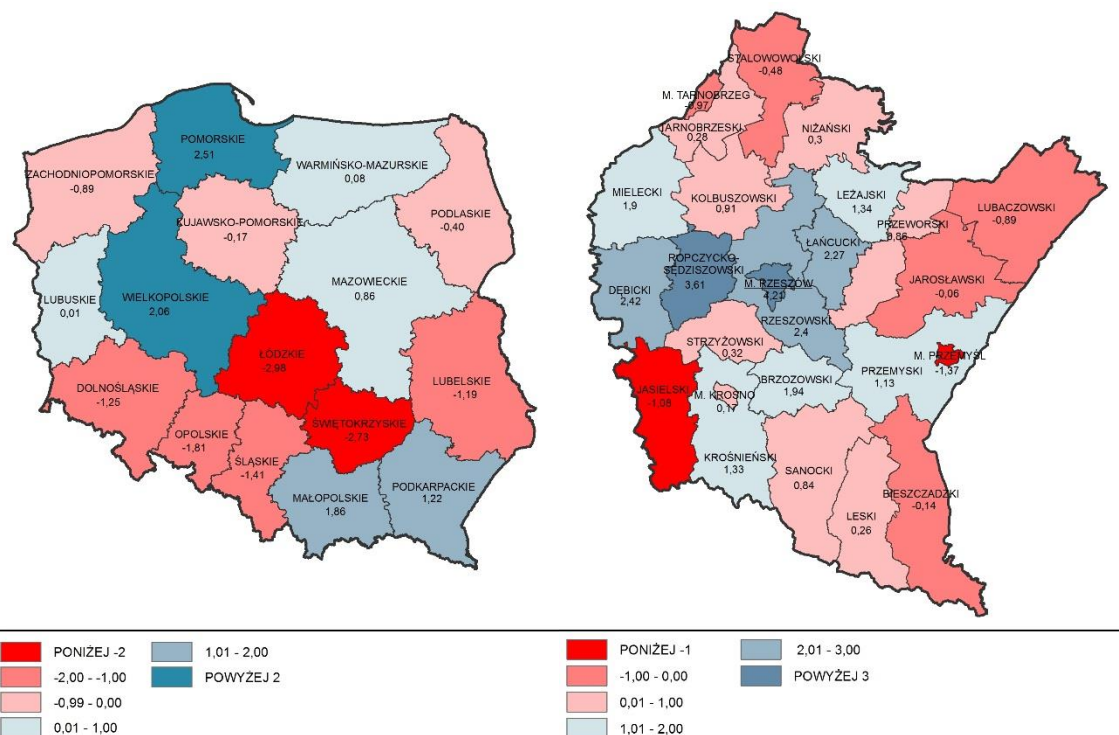 POMORSKIE
2,51
WARMIŃSKO-MAZURSKIE
0,08
ZACHODNIOPOMORSKIE
-0,89
KUJAWSKO-POMORSKIE
-0,17
PODLASKIE
-0,40
LUBUSKIE
0,01
WIELKOPOLSKIE
2,06
MAZOWIECKIE
0,86
ŁÓDZKIE
-2,98
DOLNOŚLĄSKIE
-1,25
LUBELSKIE
-1,19
OPOLSKIE
-1,81
ŚLĄSKIE
-1,41
ŚWIĘTOKRZYSKIE
-2,73
MAŁOPOLSKIE
1,86
PODKARPACKIE
1,22
STALOWOWOLSKI
-0,48
M. TARNOBRZEG
-0,97
TARNOBRZESKI
0,28
NIŻAŃSKI
0,3
MIELECKI
1,9
KOLBUSZOWSKI
0,91
LEŻAJSKI
1,34
LUBACZOWSKI
-0,89
PRZEWORSKI
0,86
ROPCZYCKO-
SĘDZISZOWSKI
3,61
ŁAŃCUCKI
2,27
M. RZESZÓW
4,21
JAROSŁAWSKI
-0,06
DĘBICKI
2,42
RZESZOWSKI
2,4
STRZYŻOWSKI
0,32
M. PRZEMYŚL
-1,37
PRZEMYSKI
1,13
JASIELSKI
-1,08
M. KROSNO
0,17
BRZOZOWSKI
1,94
KROŚNIEŃSKI
1,33
SANOCKI
0,84
LESKI
0,26
BIESZCZADZKI
-0,14
PONIŻEJ -2
-2,00 - -1,00
-0,99 - 0,00
0,01 - 1,00
1,01 - 2,00
POWYŻEJ 2
PONIŻEJ -1
-1,00 - 0,00
0,01 - 1,00
1,01 - 2,00
2,01 - 3,00
POWYŻEJ 3